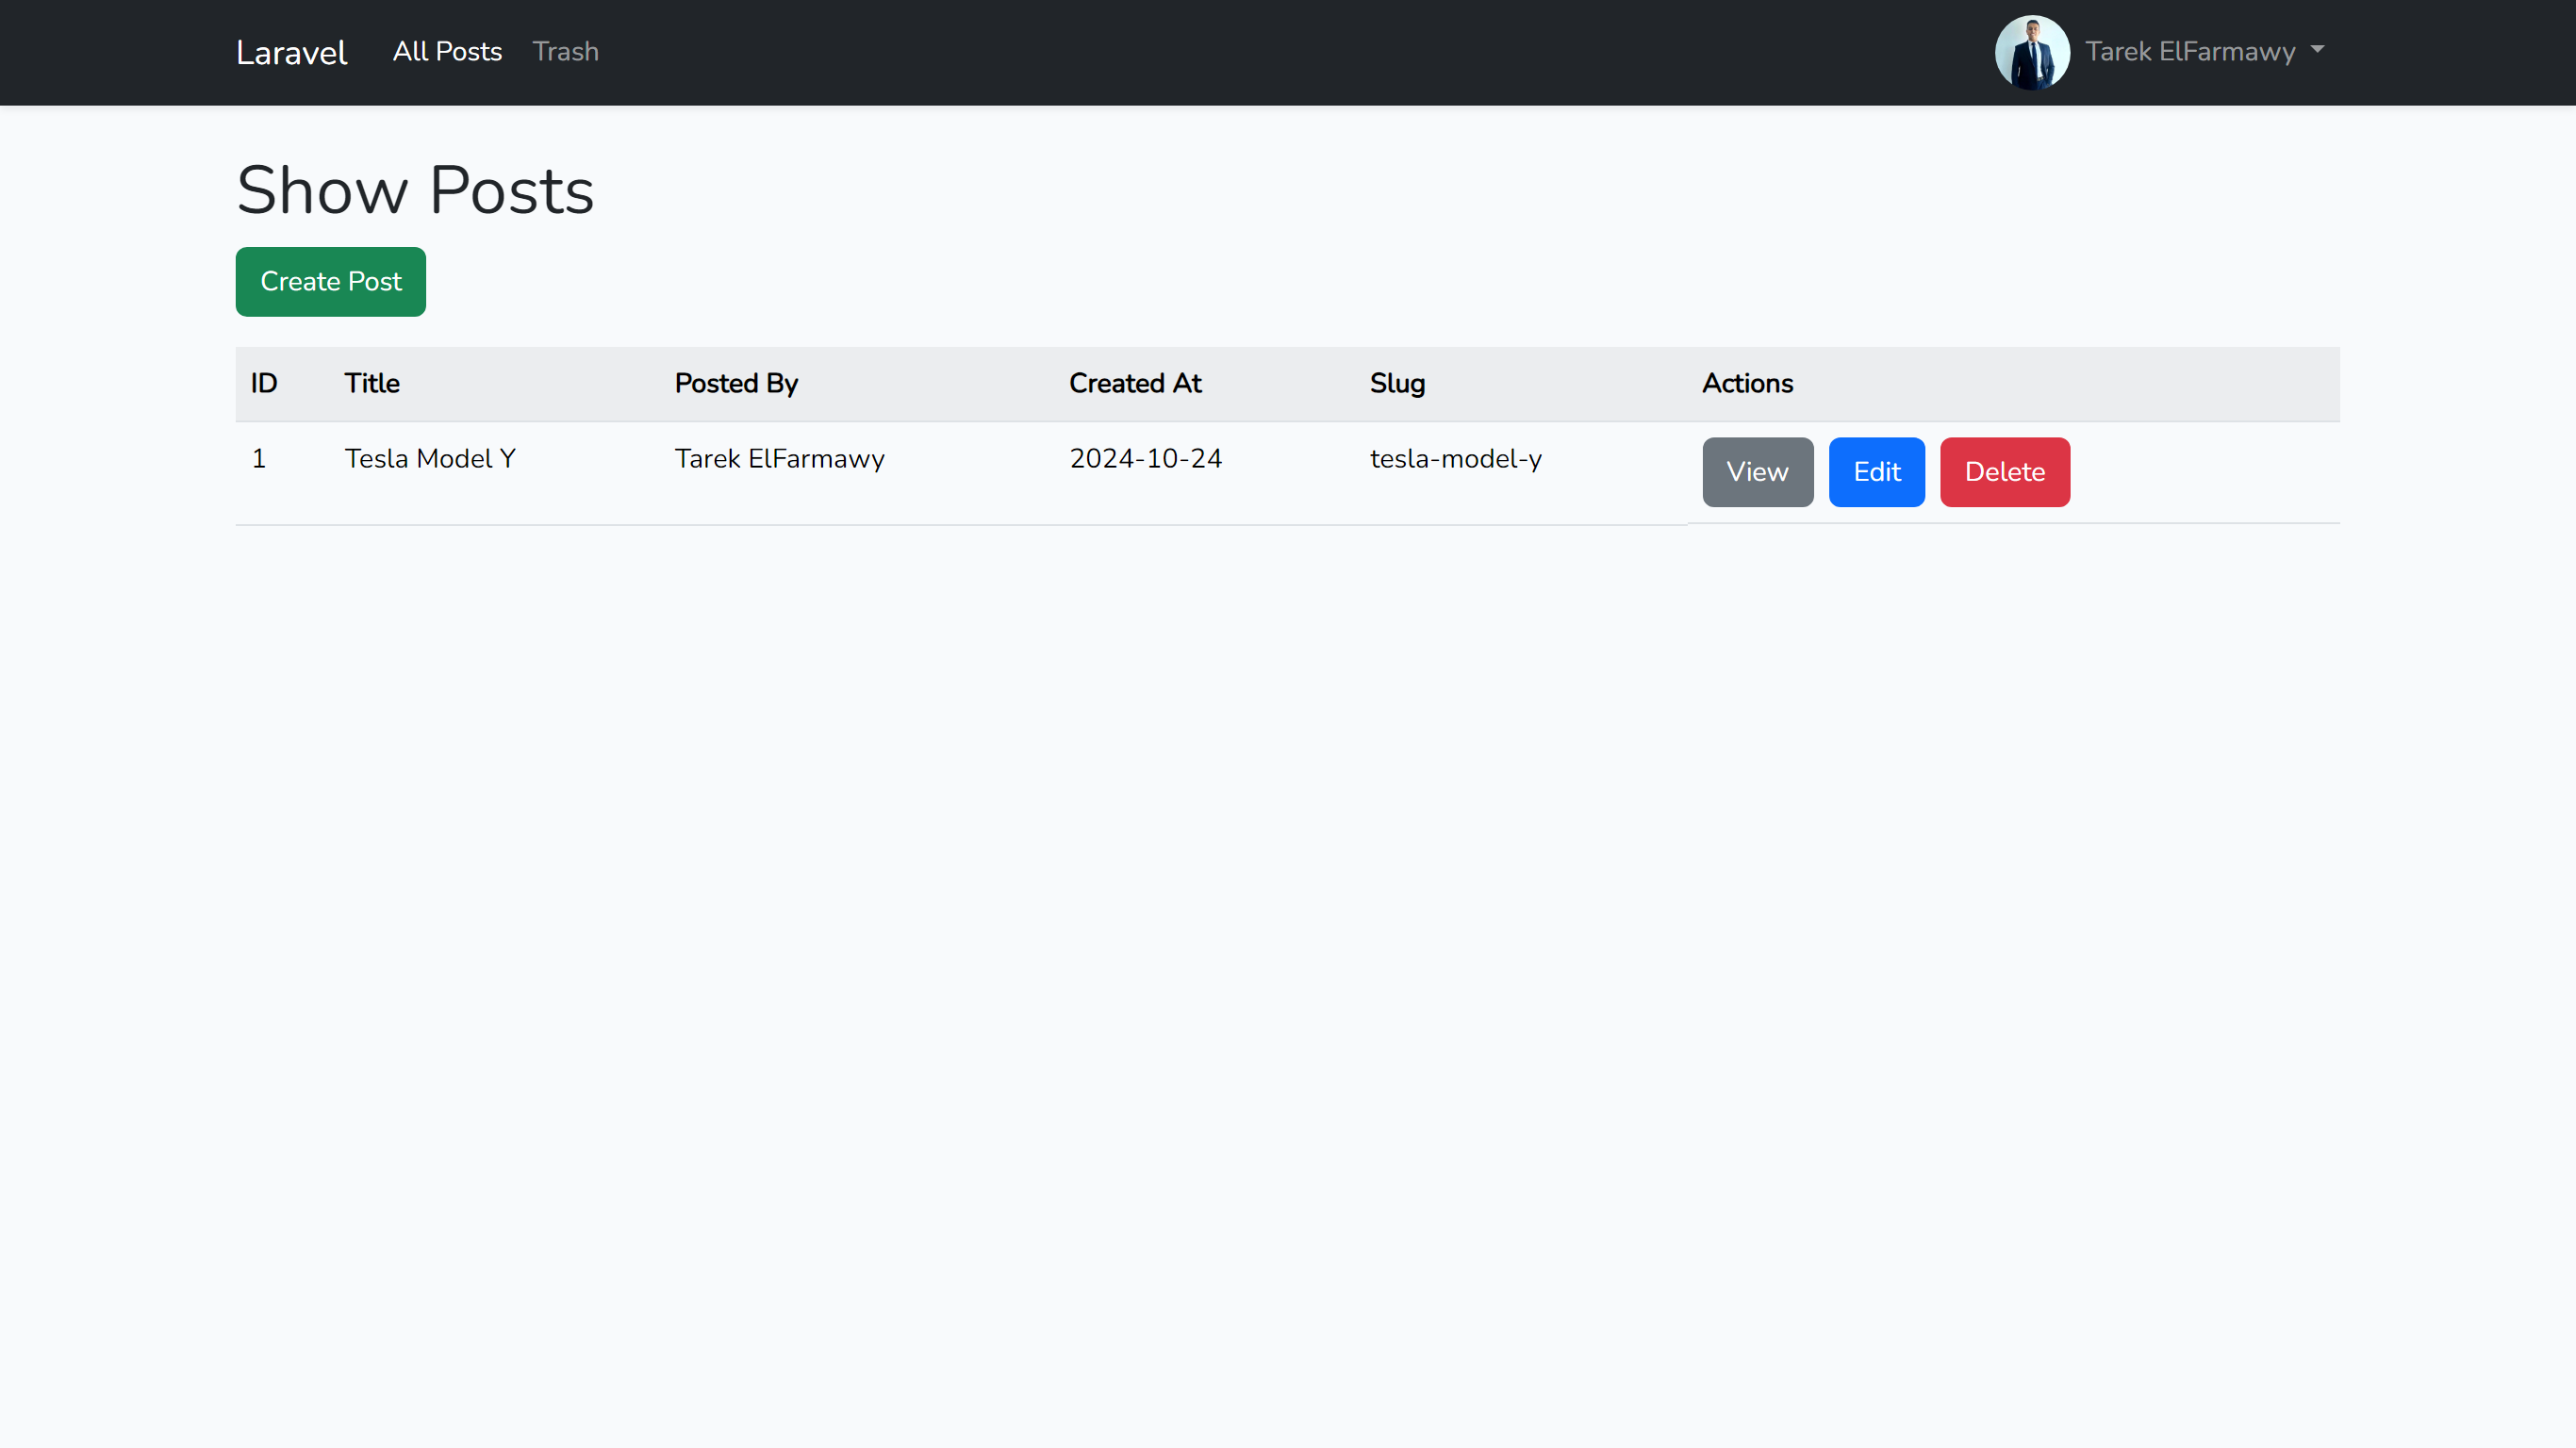 Laravel All Posts Trash Tarek ElFarmawy
Show Posts
Create Post
ID Title Posted By Created At Slug Actions
1 Tesla Model Y Tarek ElFarmawy 2024-10-24 tesla-model-y View Edit Delete